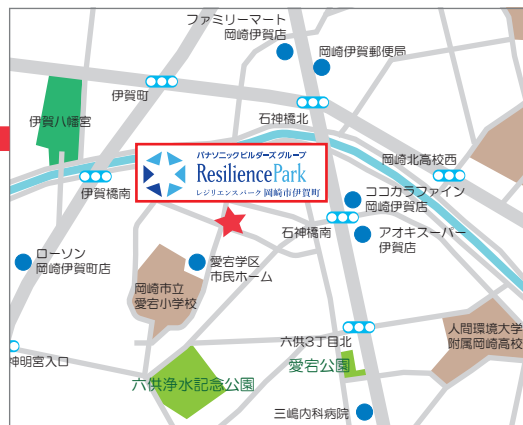 ファミリーマート
岡崎伊賀店
岡崎伊賀郵便局
伊賀町
石神橋北
伊賀八幡宮
岡崎北高校西
パナソニック ビルダーズ グループ
ResiliencePark
レジリエンスパーク 岡崎市伊賀町
伊賀橋南
ココカラファイン
岡崎伊賀店
石神橋南
アオキスーパー
伊賀店
ローソン
岡崎伊賀町店
愛宕学区
市民ホーム
岡崎市立
愛宕小学校
六供3丁目北
人間環境大学
附属岡崎高校
神明宮入口
愛宕公園
六供浄水記念公園
三嶋内科病院